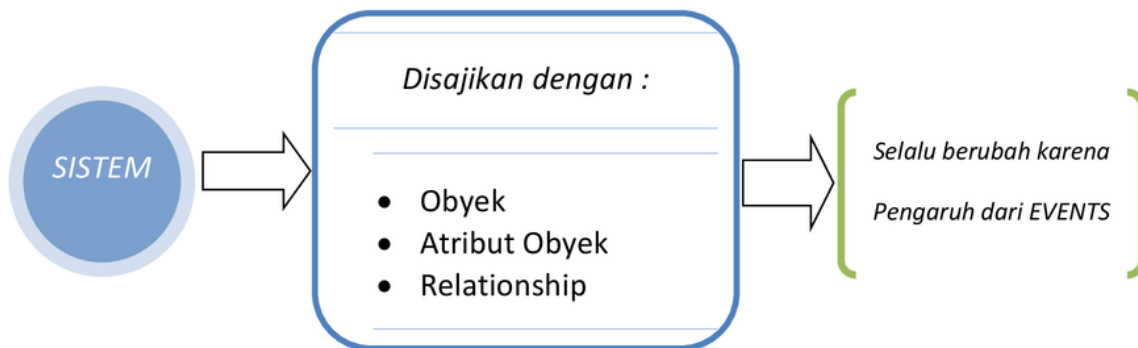 SISTEM
Disajikan dengan :
• Obyek
• Atribut Obyek
• Relationship
Selalu berubah karena
Pengaruh dari EVENTS